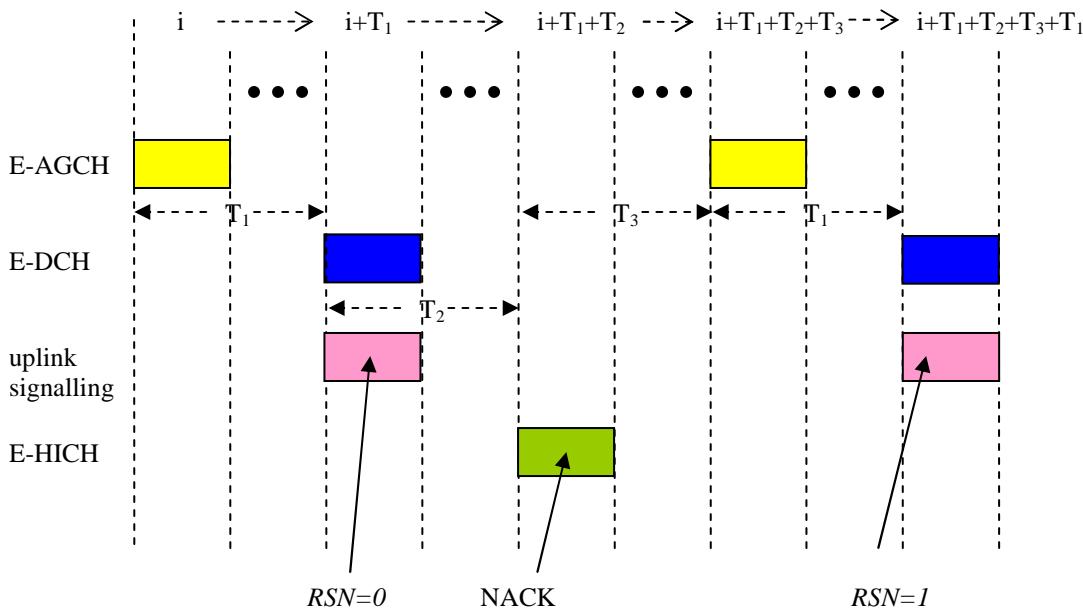 i i+T₁ i+T₁+T₂ i+T₁+T₂+T₃ i+T₁+T₂+T₃+T₁
E-AGCH
T₁ T₃ T₁
E-DCH
T₂
uplink
signalling
E-HICH
RSN=0 NACK RSN=1